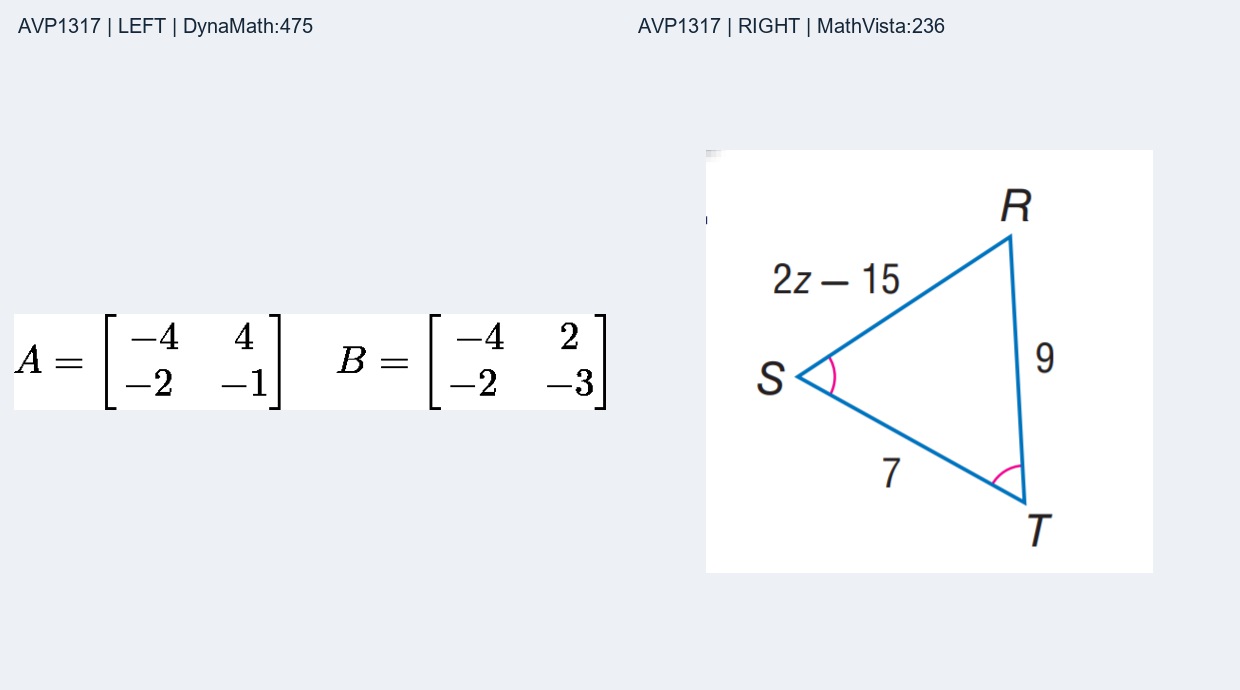 AVP1317 | LEFT | DynaMath:475
AVP1317 | RIGHT | MathVista:236
A = [−4 4
−2 −1] B = [−4 2
−2 −3]
R
2z − 15
S
9
7
T